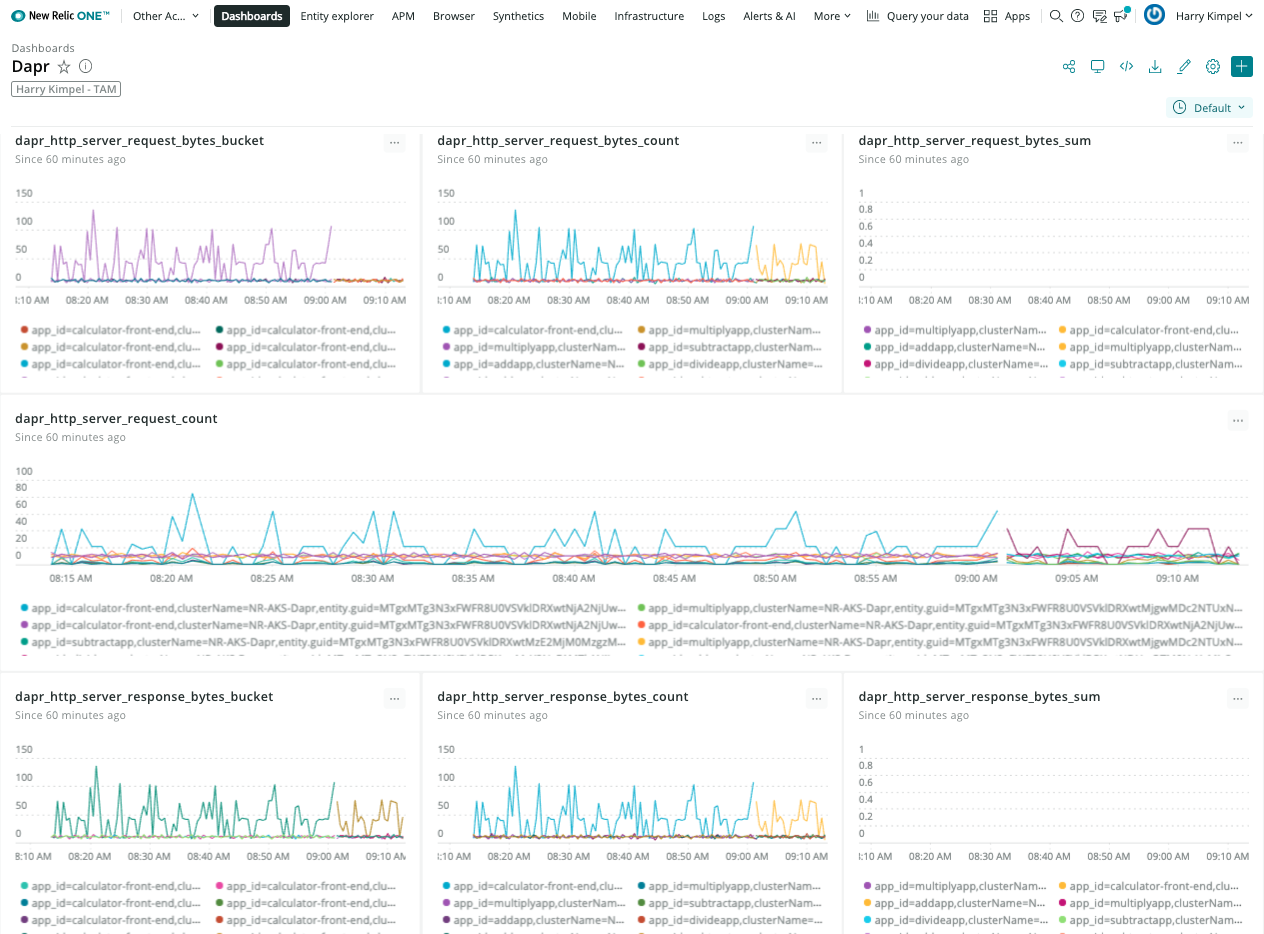 New Relic ONE™ Other Ac... Dashboards Entity explorer APM Browser Synthetics Mobile Infrastructure Logs Alerts & AI More Query your data Apps Harry Kimpel
Dashboards
Dapr
Harry Kimpel - TAM
Default
dapr_http_server_request_bytes_bucket
Since 60 minutes ago
150
100
50
0
:10 AM 08:20 AM 08:30 AM 08:40 AM 08:50 AM 09:00 AM 09:10 AM
app_id=calculator-front-end,clu... app_id=calculator-front-end,clu...
app_id=calculator-front-end,clu... app_id=calculator-front-end,clu...
app_id=calculator-front-end,clu... app_id=calculator-front-end,clu...
dapr_http_server_request_bytes_count
Since 60 minutes ago
150
100
50
0
:10 AM 08:20 AM 08:30 AM 08:40 AM 08:50 AM 09:00 AM 09:10 AM
app_id=calculator-front-end,clu... app_id=multiplyapp,clusterNam...
app_id=multiplyapp,clusterNam... app_id=subtractapp,clusterNam...
app_id=addapp,clusterName=N... app_id=divideapp,clusterName=...
dapr_http_server_request_bytes_sum
Since 60 minutes ago
1
0.8
0.6
0.4
0.2
0
:10 AM 08:20 AM 08:30 AM 08:40 AM 08:50 AM 09:00 AM 09:10 AM
app_id=multiplyapp,clusterNam... app_id=calculator-front-end,clu...
app_id=addapp,clusterName=N... app_id=multiplyapp,clusterNam...
app_id=divideapp,clusterName=... app_id=subtractapp,clusterNam...
dapr_http_server_request_count
Since 60 minutes ago
100
80
60
40
20
0
08:15 AM 08:20 AM 08:25 AM 08:30 AM 08:35 AM 08:40 AM 08:45 AM 08:50 AM 08:55 AM 09:00 AM 09:05 AM 09:10 AM
app_id=calculator-front-end,clusterName=NR-AKS-Dapr,entity.guid=MTgxMTg3N3xFWFR8U0VSVklDRXwtNjA2NjUw... app_id=multiplyapp,clusterName=NR-AKS-Dapr,entity.guid=MTgxMTg3N3xFWFR8U0VSVklDRXwtMjgwMDc2NTUxN...
app_id=multiplyapp,clusterName=NR-AKS-Dapr,entity.guid=MTgxMTg3N3xFWFR8U0VSVklDRXwtNjA2NjUw... app_id=calculator-front-end,clusterName=NR-AKS-Dapr,entity.guid=MTgxMTg3N3xFWFR8U0VSVklDRXwtNjA2NjUw...
app_id=subtractapp,clusterName=NR-AKS-Dapr,entity.guid=MTgxMTg3N3xFWFR8U0VSVklDRXwtMzE2MjM0Mzgz M... app_id=multiplyapp,clusterName=NR-AKS-Dapr,entity.guid=MTgxMTg3N3xFWFR8U0VSVklDRXwtMjgwMDc2NTUxN...
dapr_http_server_response_bytes_bucket
Since 60 minutes ago
150
100
50
0
8:10 AM 08:20 AM 08:30 AM 08:40 AM 08:50 AM 09:00 AM 09:10 AM
app_id=calculator-front-end,clu... app_id=calculator-front-end,clu...
app_id=calculator-front-end,clu... app_id=calculator-front-end,clu...
app_id=calculator-front-end,clu... app_id=calculator-front-end,clu...
dapr_http_server_response_bytes_count
Since 60 minutes ago
150
100
50
0
:10 AM 08:20 AM 08:30 AM 08:40 AM 08:50 AM 09:00 AM 09:10 AM
app_id=calculator-front-end,clu... app_id=multiplyapp,clusterNam...
app_id=multiplyapp,clusterNam... app_id=subtractapp,clusterNam...
app_id=addapp,clusterName=N... app_id=divideapp,clusterName=...
dapr_http_server_response_bytes_sum
Since 60 minutes ago
1
0.8
0.6
0.4
0.2
0
:10 AM 08:20 AM 08:30 AM 08:40 AM 08:50 AM 09:00 AM 09:10 AM
app_id=multiplyapp,clusterNam... app_id=calculator-front-end,clu...
app_id=addapp,clusterName=N... app_id=multiplyapp,clusterNam...
app_id=divideapp,clusterName=... app_id=subtractapp,clusterNam...